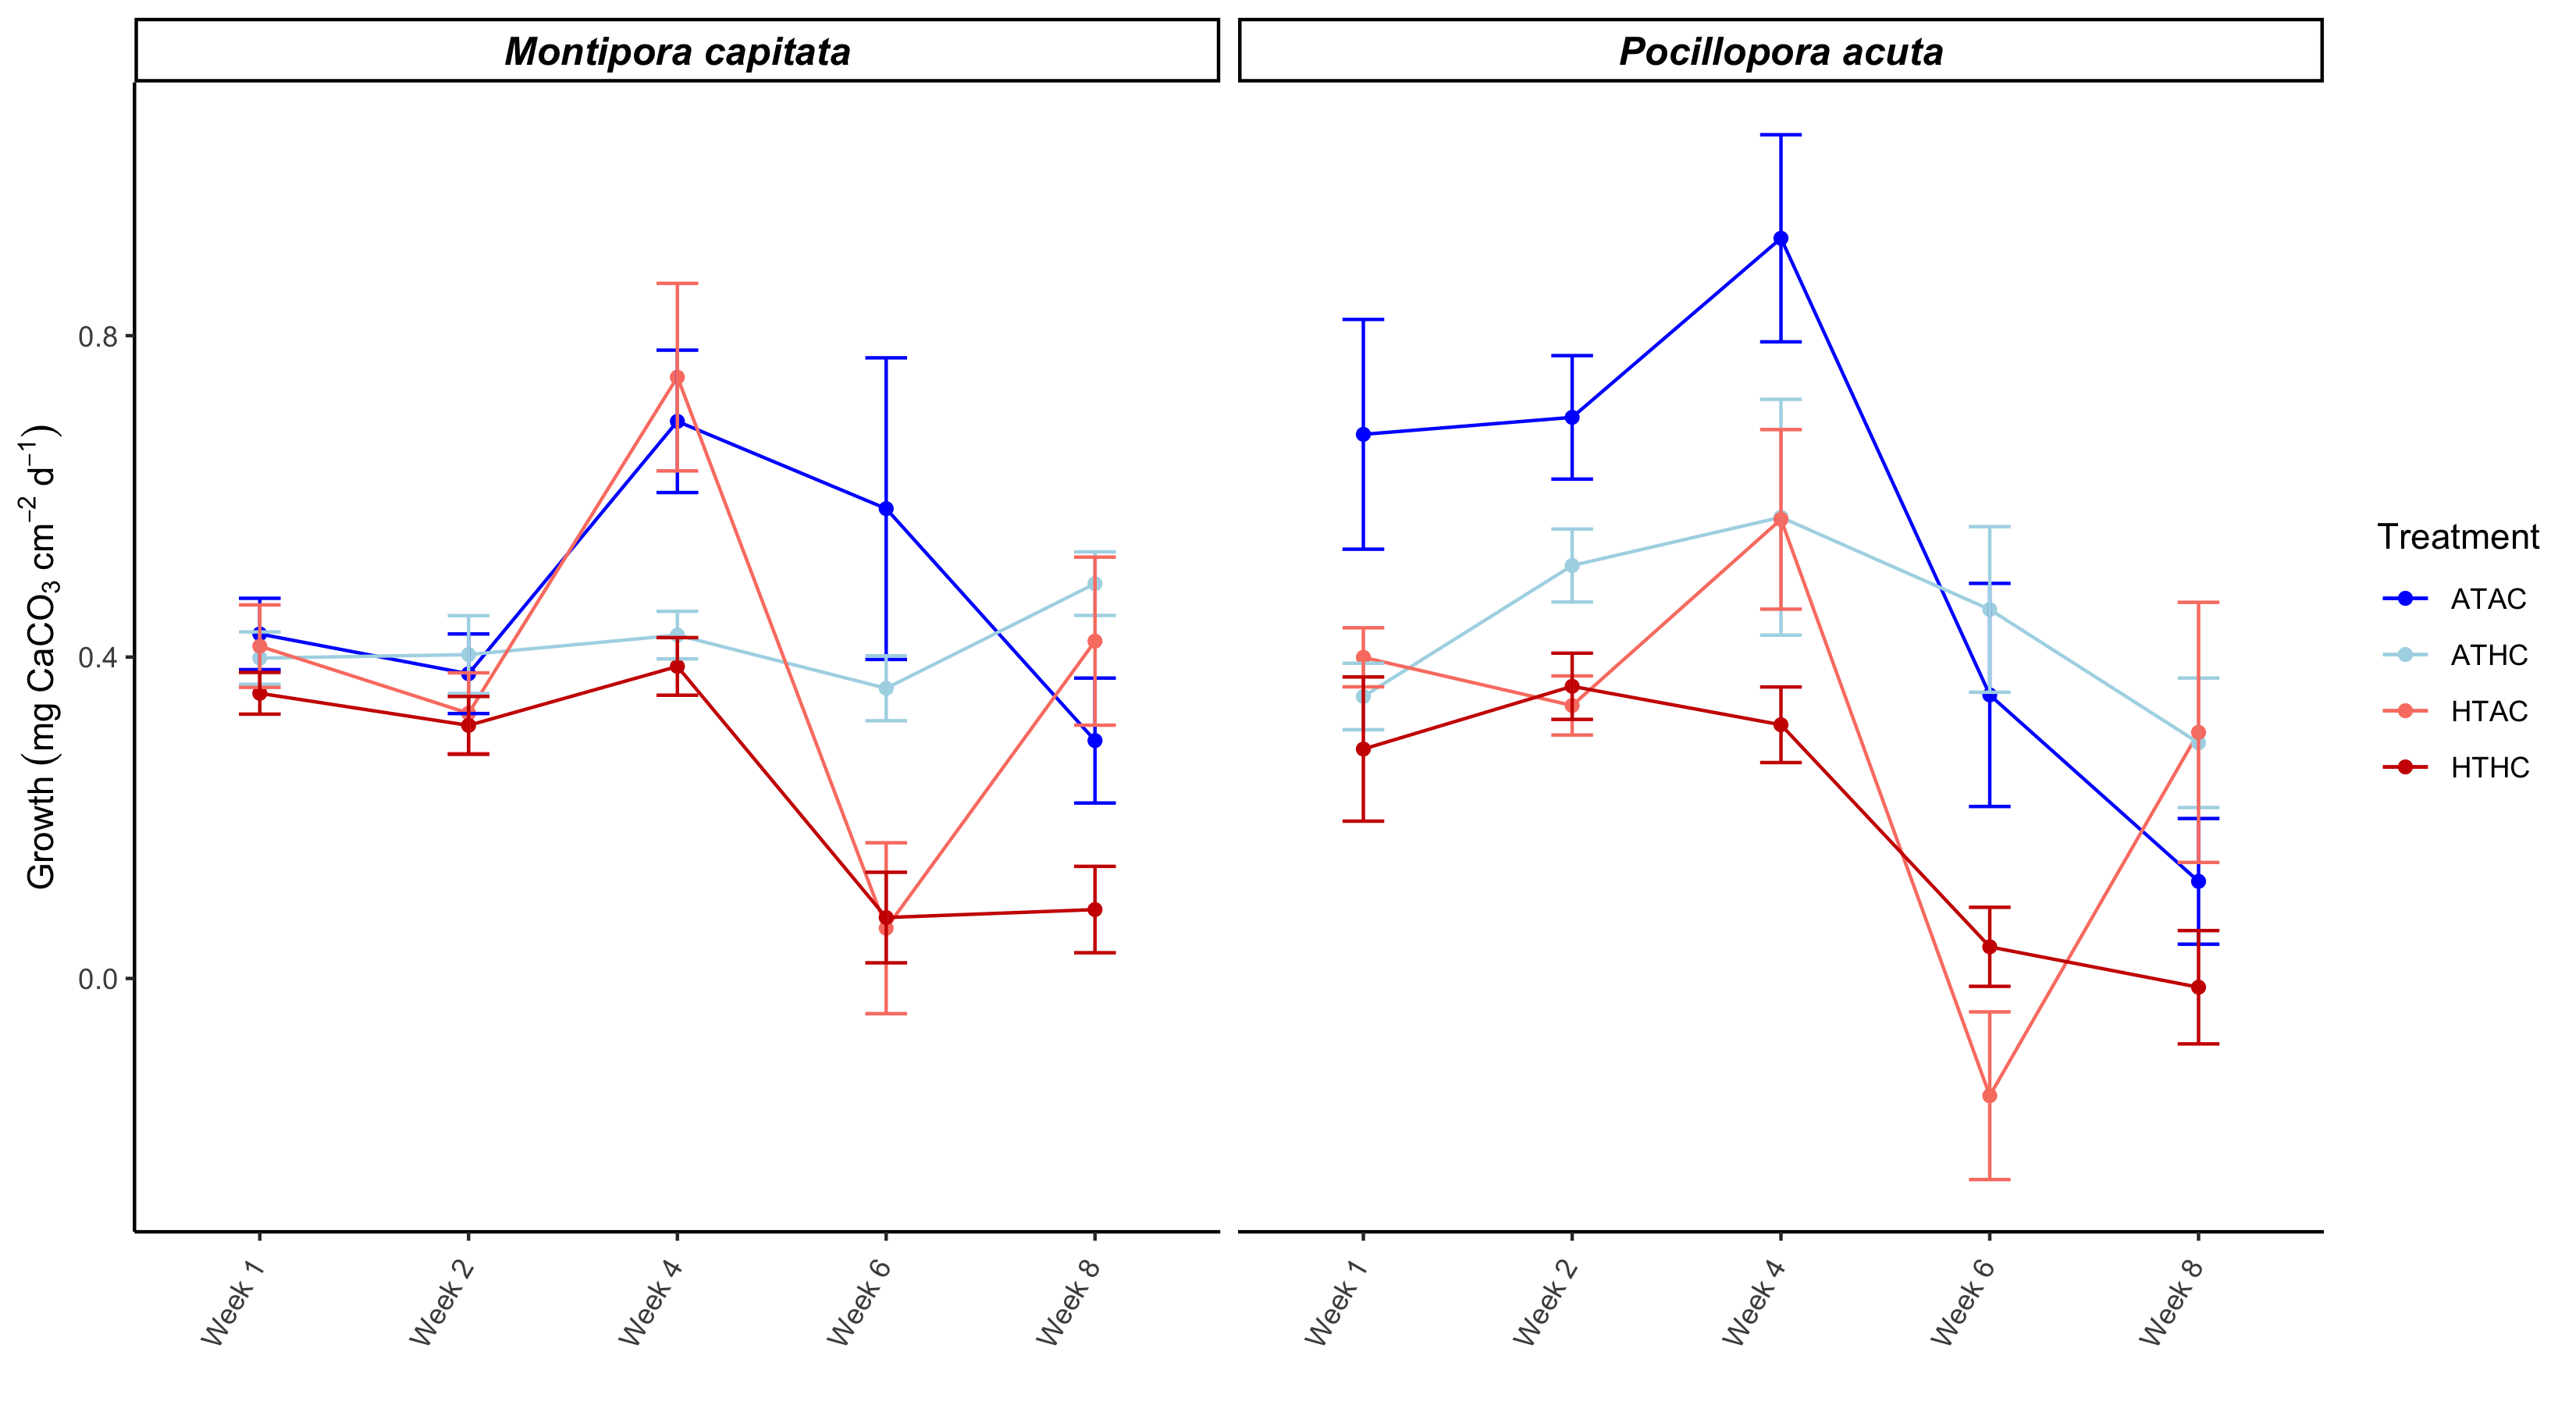 Montipora capitata
Pocillopora acuta
Growth (mg CaCO₃ cm⁻² d⁻¹)
0.8
0.4
0.0
Week 1
Week 2
Week 4
Week 6
Week 8
Week 1
Week 2
Week 4
Week 6
Week 8
Treatment
ATAC
ATHC
HTAC
HTHC